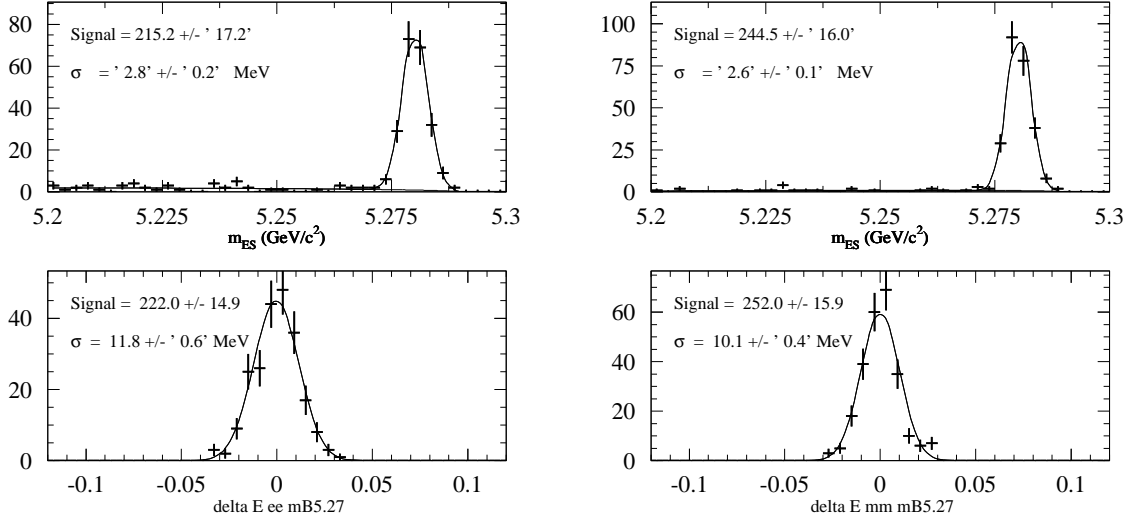 80
60
40
20
0
Signal = 215.2 +/- ' 17.2'
σ = ' 2.8' +/- ' 0.2' MeV
5.2 5.225 5.25 5.275 5.3
m_ES (GeV/c²)
100
75
50
25
0
Signal = 244.5 +/- ' 16.0'
σ = ' 2.6' +/- ' 0.1' MeV
5.2 5.225 5.25 5.275 5.3
m_ES (GeV/c²)
40
20
0
Signal = 222.0 +/- 14.9
σ = 11.8 +/- ' 0.6' MeV
-0.1 -0.05 0 0.05 0.1
delta E ee mB5.27
60
40
20
0
Signal = 252.0 +/- 15.9
σ = 10.1 +/- ' 0.4' MeV
-0.1 -0.05 0 0.05 0.1
delta E mm mB5.27